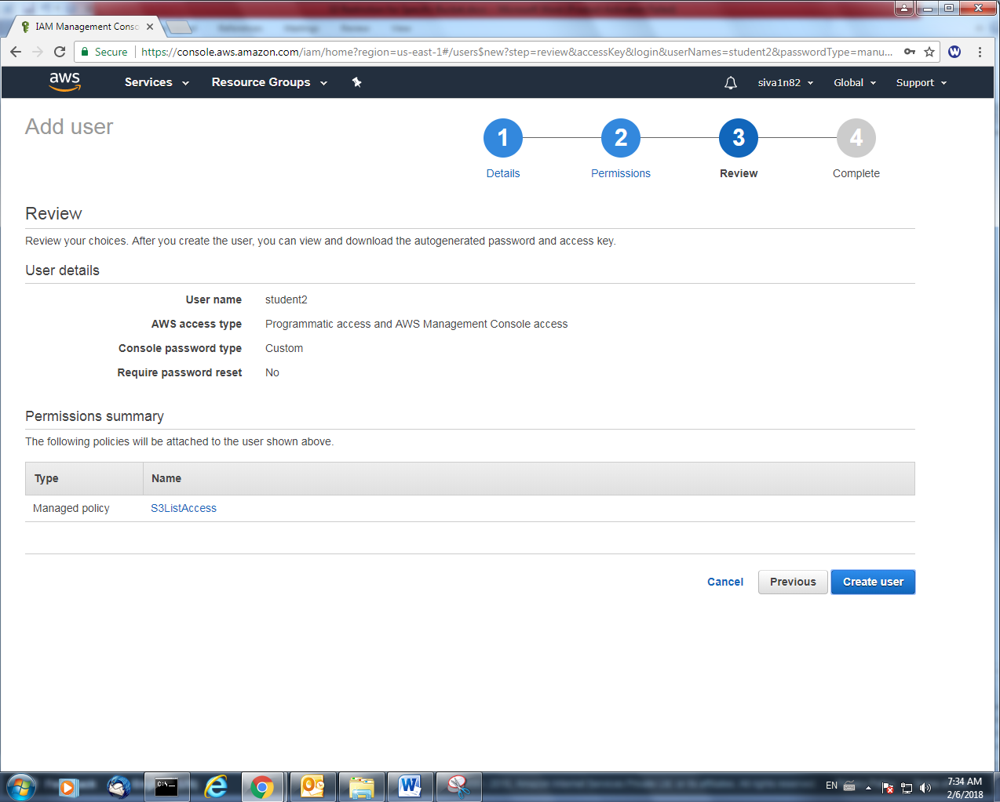 IAM Management Consc
Secure https://console.aws.amazon.com/iam/home?region=us-east-1#/users$new?step=review&accessKey&login&userNames=student2&passwordType=manu...
aws Services Resource Groups siva1n82 Global Support
Add user
1 2 3 4
Details Permissions Review Complete
Review
Review your choices. After you create the user, you can view and download the autogenerated password and access key.
User details
User name student2
AWS access type Programmatic access and AWS Management Console access
Console password type Custom
Require password reset No
Permissions summary
The following policies will be attached to the user shown above.
Type Name
Managed policy S3ListAccess
Cancel Previous Create user
EN 7:34 AM
2/6/2018